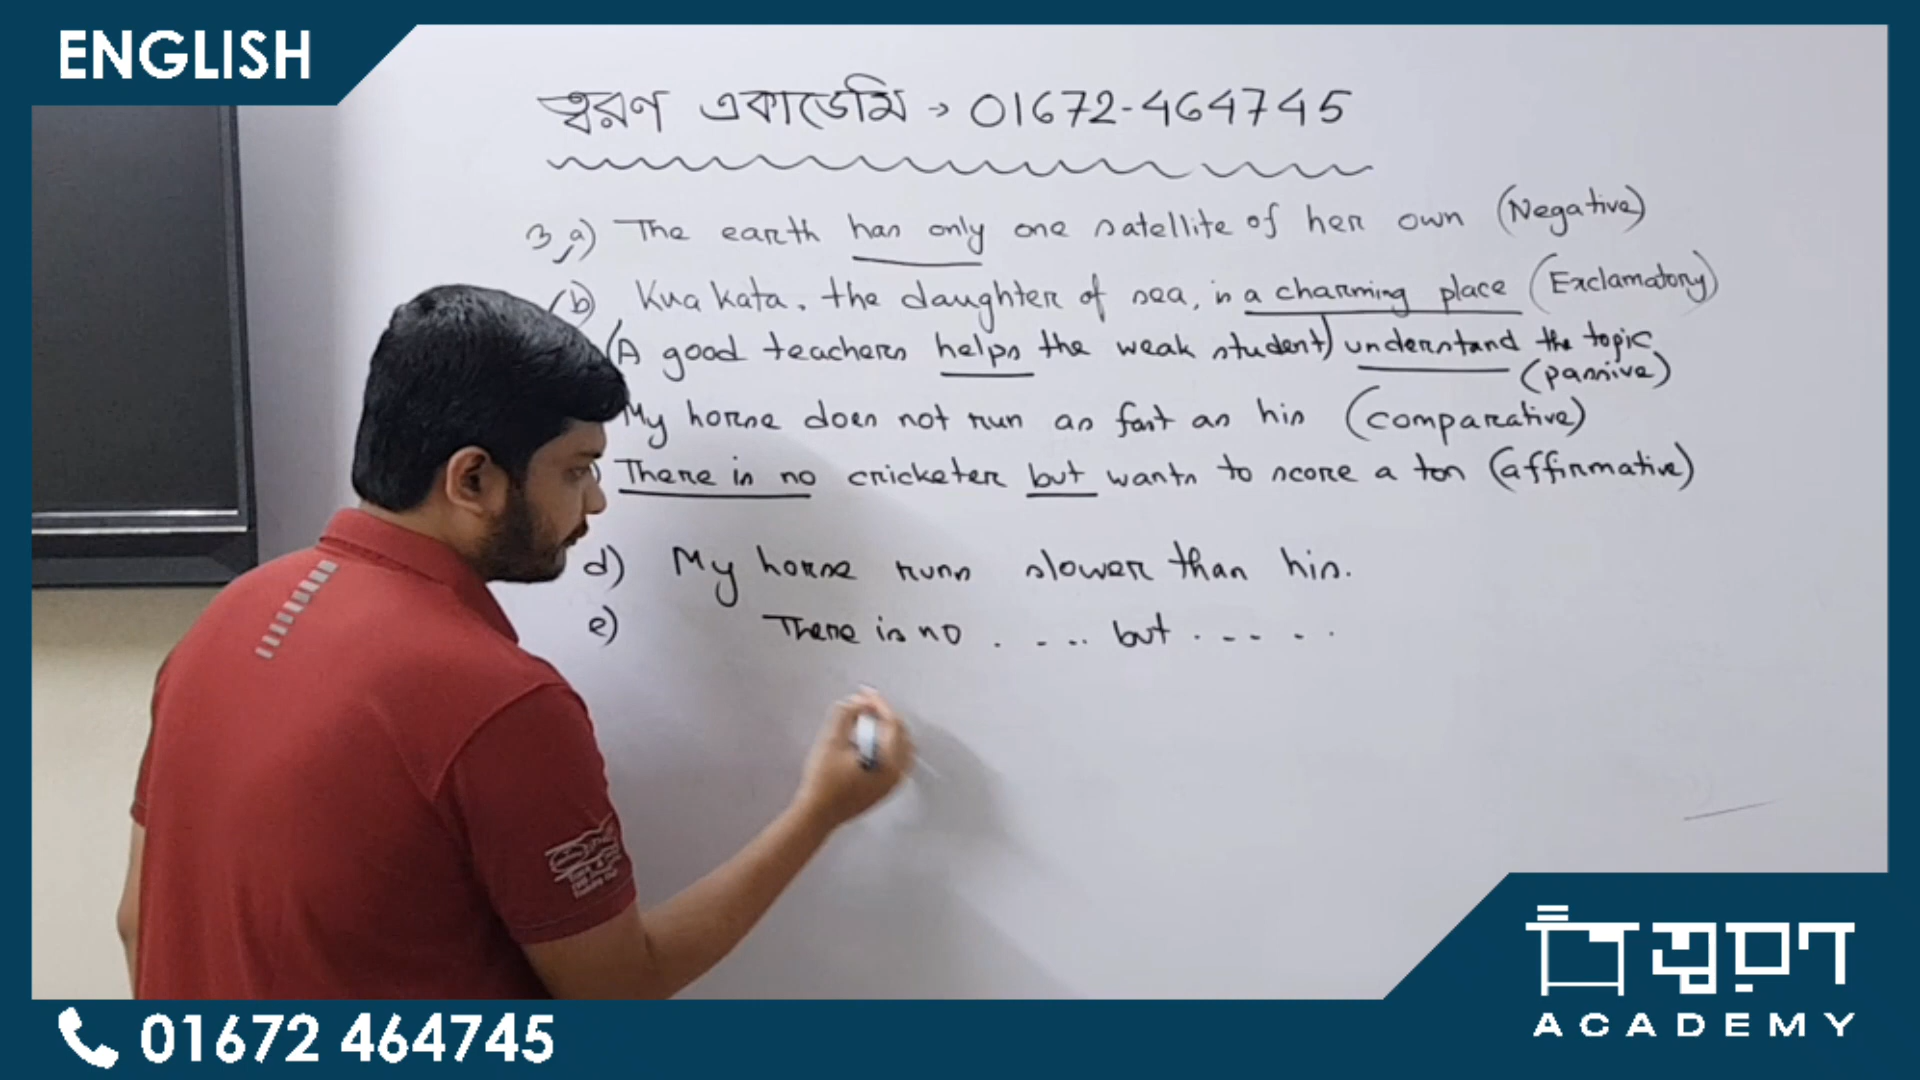 ENGLISH
স্বরণ একাডেমি → 01672-464745
3,a) The earth has only one satellite of her own (Negative)
(b) Kuakata, the daughter of sea, is a charming place (Exclamatory)
(A good teachers helps the weak student) understand the topic
(passive)
My horse does not run as fast as his (comparative)
There is no cricketer but wants to score a ton (affirmative)
d) My horse runs slower than his.
e) There is no . . . . . but . . . . . .
01672 464745
ACADEMY